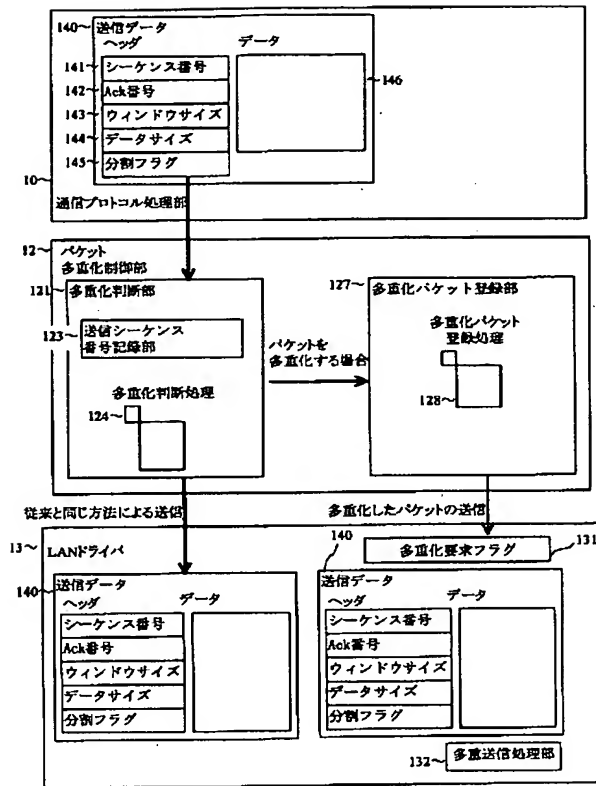 140
送信データ
ヘッダ
データ
141
シーケンス番号
142
Ack番号
143
ウィンドウサイズ
144
データサイズ
145
分割フラグ
146
10
通信プロトコル処理部
12
パケット
多重化制御部
121
多重化判断部
123
送信シーケンス
番号記録部
多重化判断処理
124
パケットを
多重化する場合
127
多重化パケット登録部
多重化パケット
登録処理
128
従来と同じ方法による送信
多重化したパケットの送信
13
LANドライバ
140
送信データ
ヘッダ
データ
シーケンス番号
Ack番号
ウィンドウサイズ
データサイズ
分割フラグ
多重化要求フラグ
131
140
送信データ
ヘッダ
データ
シーケンス番号
Ack番号
ウィンドウサイズ
データサイズ
分割フラグ
132
多重送信処理部